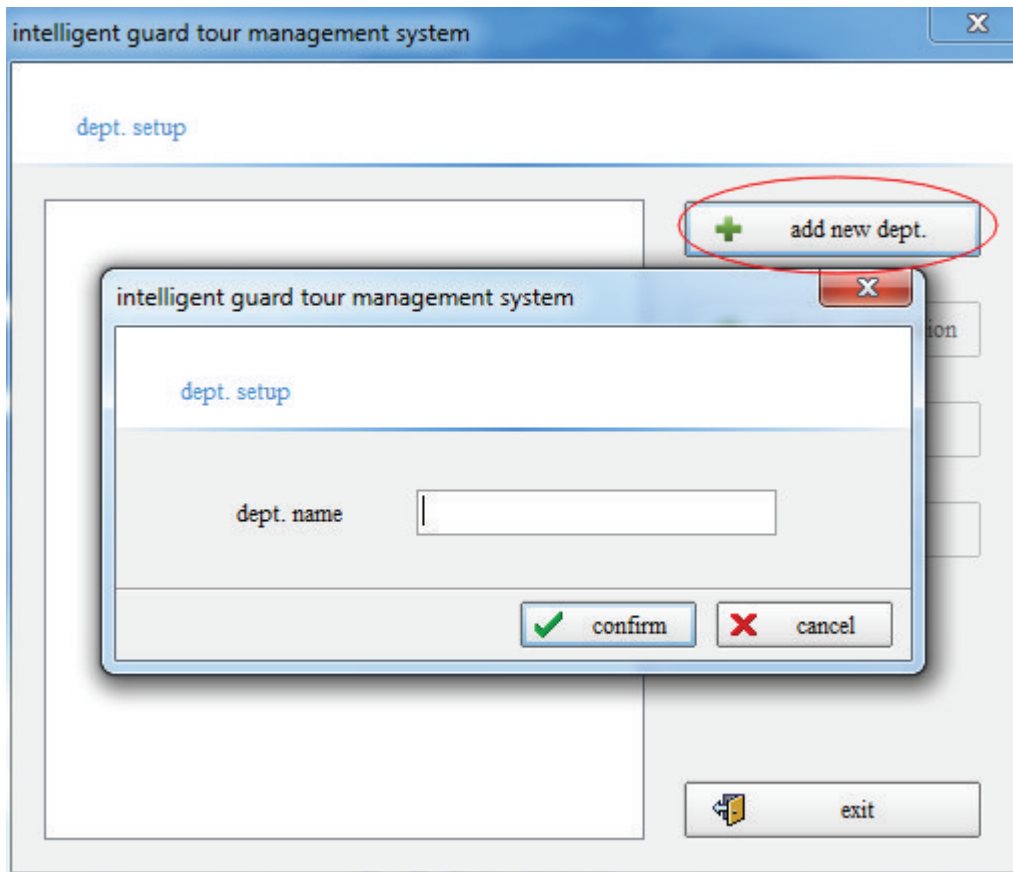 intelligent guard tour management system
dept. setup
add new dept.
intelligent guard tour management system
dept. setup
dept. name
confirm
cancel
exit